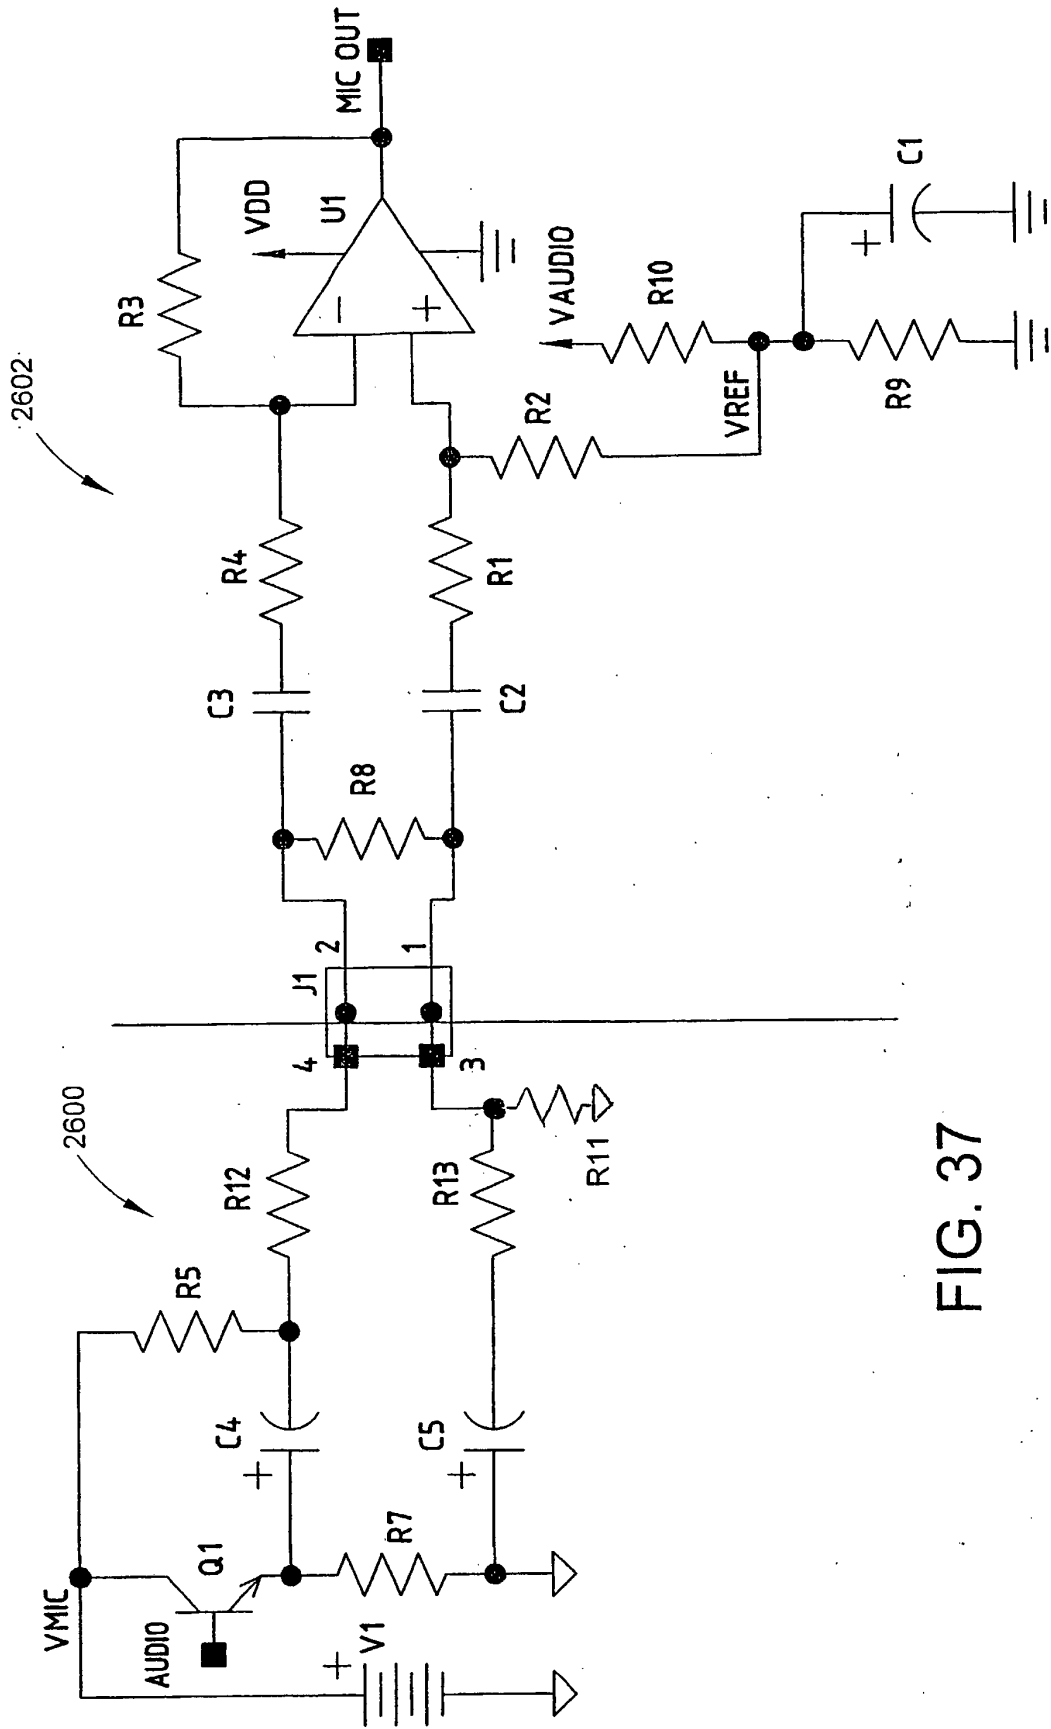 2600
2602
VMIC
AUDIO
Q1
V1
+
R7
C4
+
C5
+
R5
R12
R13
R11
4
3
J1
2
1
R8
C3
C2
R4
R1
R3
R2
VDD
U1
−
+
MIC OUT
VAUDIO
R10
VREF
R9
C1
+
FIG. 37